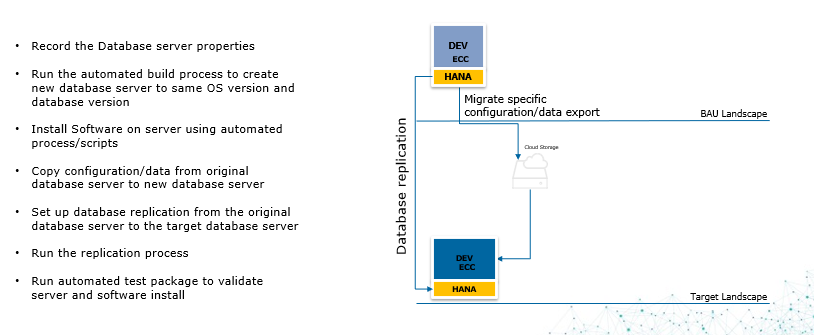 • Record the Database server properties
• Run the automated build process to create
new database server to same OS version and
database version
• Install Software on server using automated
process/scripts
• Copy configuration/data from original
database server to new database server
• Set up database replication from the original
database server to the target database server
• Run the replication process
• Run automated test package to validate
server and software install
DEV
ECC
HANA
Migrate specific
configuration/data export
BAU Landscape
Database replication
Cloud Storage
DEV
ECC
HANA
Target Landscape